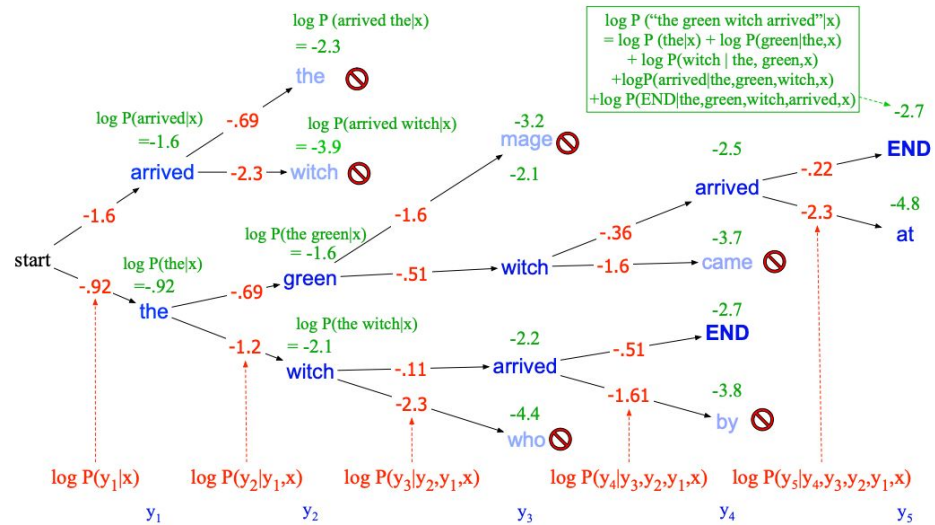 log P (arrived the|x)
= -2.3
the
log P (“the green witch arrived”|x)
= log P (the|x) + log P(green|the,x)
+ log P(witch | the, green,x)
+logP(arrived|the,green,witch,x)
+log P(END|the,green,witch,arrived,x)
log P(arrived|x)
=-1.6
-.69
log P(arrived witch|x)
= -3.9
arrived
-2.3
witch
-3.2
mage
-2.1
-2.7
END
-2.5
arrived
-.22
-2.3
-4.8
at
-1.6
start
-.92
log P(the|x)
=-.92
the
log P(the green|x)
= -1.6
green
-1.6
-.69
-.51
witch
-.36
-1.6
-3.7
came
-1.2
log P(the witch|x)
= -2.1
witch
-.11
-2.3
-2.2
arrived
-.51
-1.61
-2.7
END
-3.8
by
-4.4
who
log P(y₁|x)
log P(y₂|y₁,x)
log P(y₃|y₂,y₁,x)
log P(y₄|y₃,y₂,y₁,x)
log P(y₅|y₄,y₃,y₂,y₁,x)
y₁
y₂
y₃
y₄
y₅